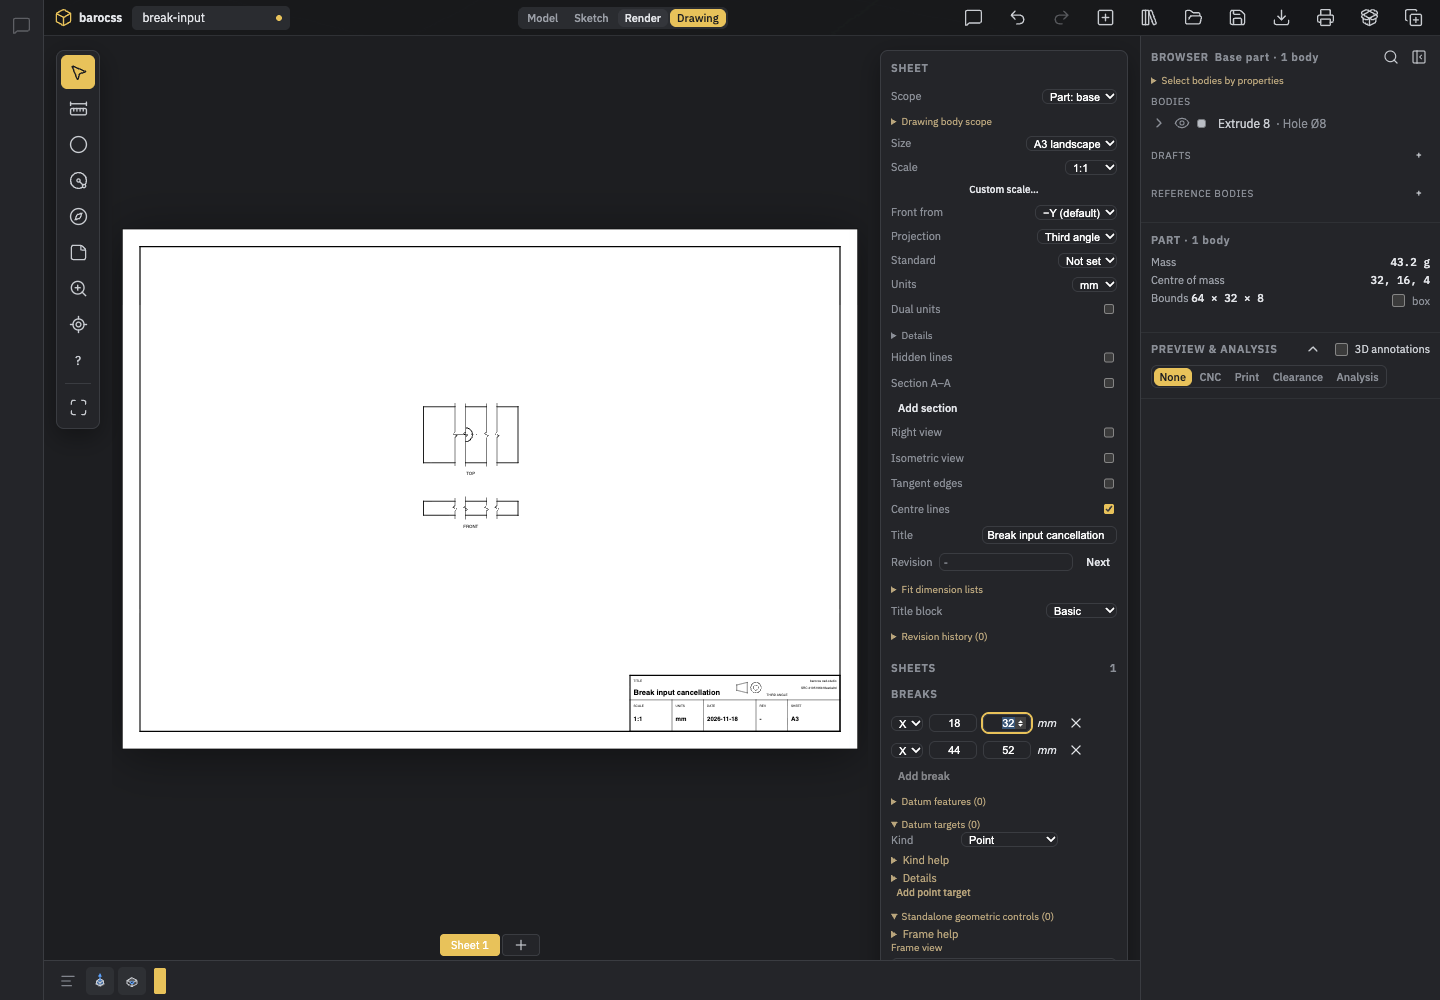 barocss
break-input
Model Sketch Render Drawing
SHEET
Scope Part: base
Drawing body scope
Size A3 landscape
Scale 1:1
Custom scale...
Front from −Y (default)
Projection Third angle
Standard Not set
Units mm
Dual units
Details
Hidden lines
Section A–A
Add section
Right view
Isometric view
Tangent edges
Centre lines
Title Break input cancellation
Revision - Next
Fit dimension lists
Title block Basic
Revision history (0)
SHEETS 1
BREAKS
X 18 32 mm
X 44 52 mm
Add break
Datum features (0)
Datum targets (0)
Kind Point
Kind help
Details
Add point target
Standalone geometric controls (0)
Frame help
Frame view
BROWSER Base part · 1 body
Select bodies by properties
BODIES
Extrude 8 · Hole Ø8
DRAFTS +
REFERENCE BODIES +
PART · 1 body
Mass 43.2 g
Centre of mass 32, 16, 4
Bounds 64 × 32 × 8 box
PREVIEW & ANALYSIS 3D annotations
None CNC Print Clearance Analysis
?
TOP
FRONT
TITLE
Break input cancellation
THIRD ANGLE
SCALE UNITS DATE REV SHEET
1:1 mm 2026-11-18 - A3
Sheet 1 +